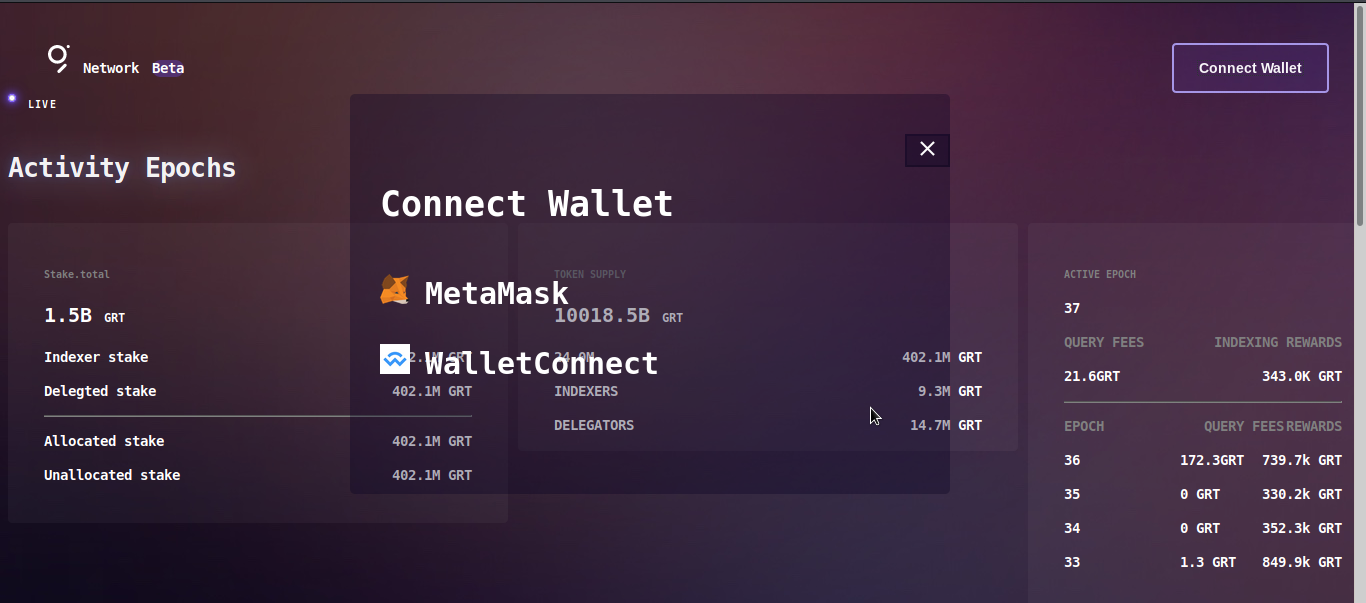 Network Beta
Connect Wallet
LIVE
Activity Epochs
Connect Wallet
MetaMask
WalletConnect
Stake.total
1.5B GRT
Indexer stake 2.1M GRT
Delegted stake 402.1M GRT
Allocated stake 402.1M GRT
Unallocated stake 402.1M GRT
TOKEN SUPPLY
10018.5B GRT
402.1M GRT
INDEXERS 9.3M GRT
DELEGATORS 14.7M GRT
ACTIVE EPOCH
37
QUERY FEES INDEXING REWARDS
21.6GRT 343.0K GRT
EPOCH QUERY FEES REWARDS
36 172.3GRT 739.7k GRT
35 0 GRT 330.2k GRT
34 0 GRT 352.3k GRT
33 1.3 GRT 849.9k GRT